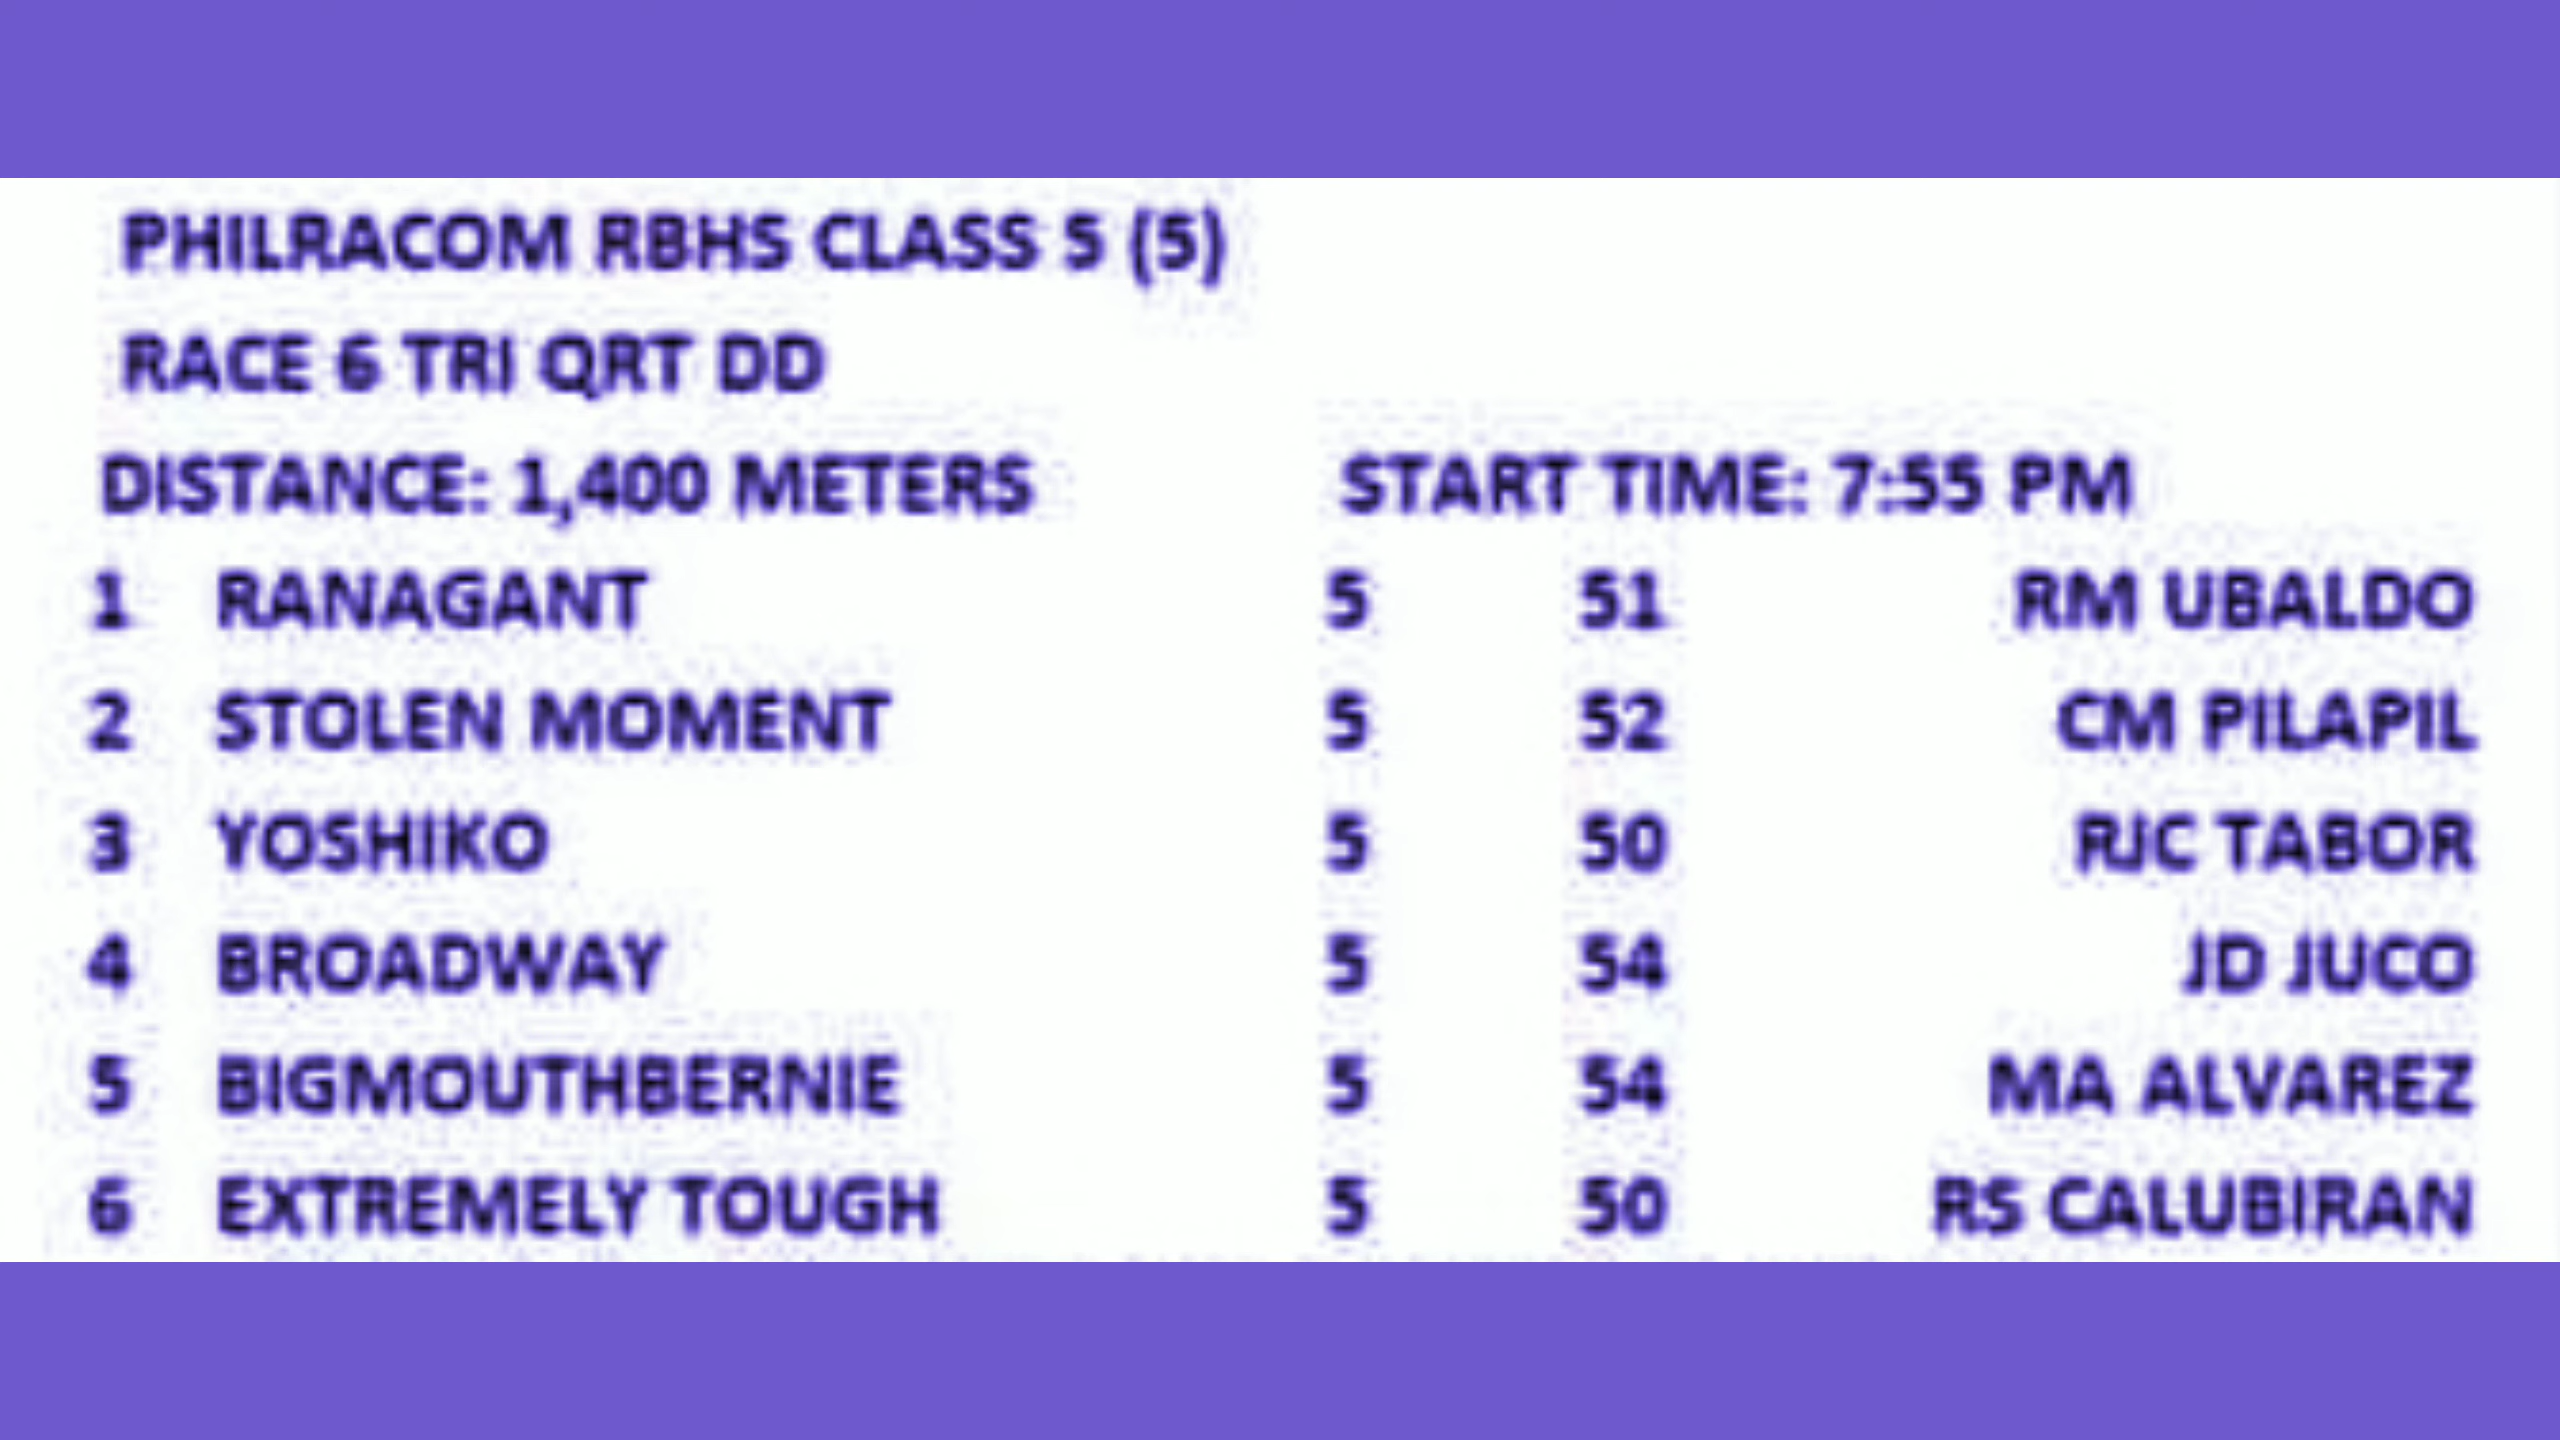 PHILRACOM RBHS CLASS 5 (5)
RACE 6 TRI QRT DD
DISTANCE: 1,400 METERS START TIME: 7:55 PM
1 RANAGANT 5 51 RM UBALDO
2 STOLEN MOMENT 5 52 CM PILAPIL
3 YOSHIKO 5 50 RJC TABOR
4 BROADWAY 5 54 JD JUCO
5 BIGMOUTHBERNIE 5 54 MA ALVAREZ
6 EXTREMELY TOUGH 5 50 RS CALUBIRAN